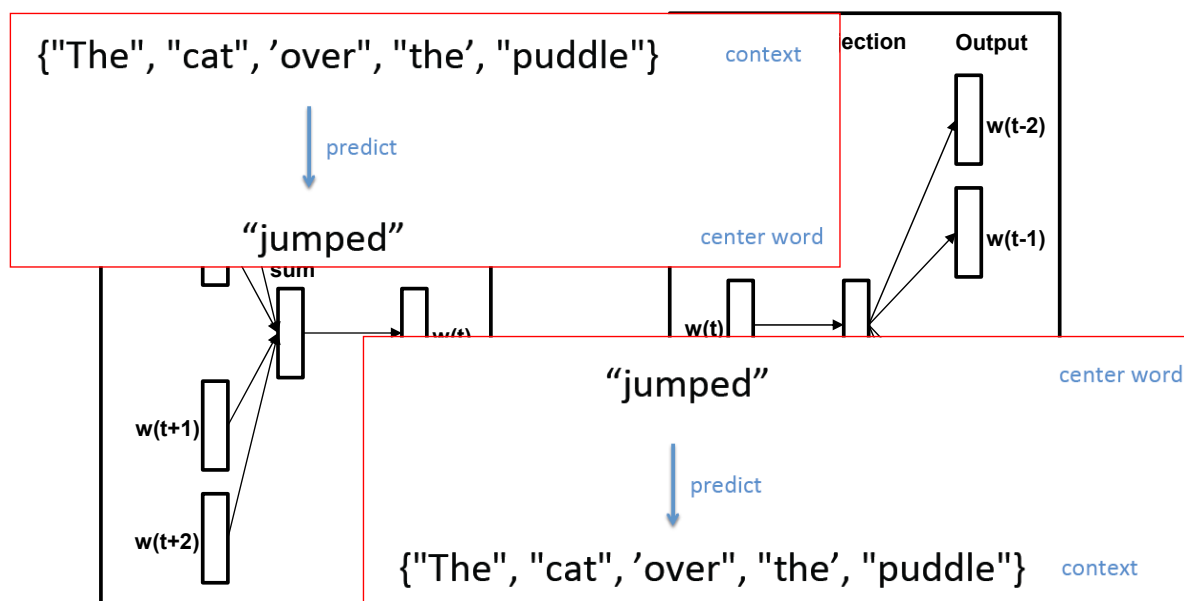 {"The", "cat", ’over", "the’, "puddle"} context
predict
“jumped” center word
ection Output
w(t-2)
w(t-1)
sum
w(t)
w(t)
w(t+1)
w(t+2)
“jumped” center word
predict
{"The", "cat", ’over", "the’, "puddle"} context